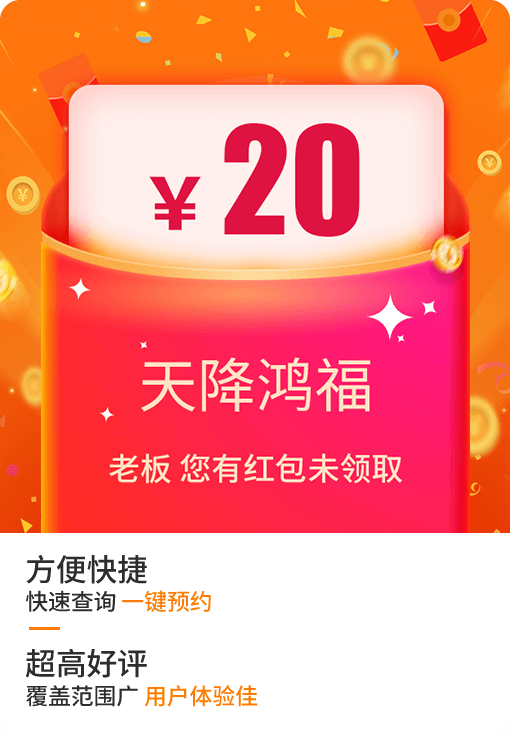 ¥ 20
天降鸿福
老板 您有红包未领取
方便快捷
快速查询 一键预约
超高好评
覆盖范围广 用户体验佳